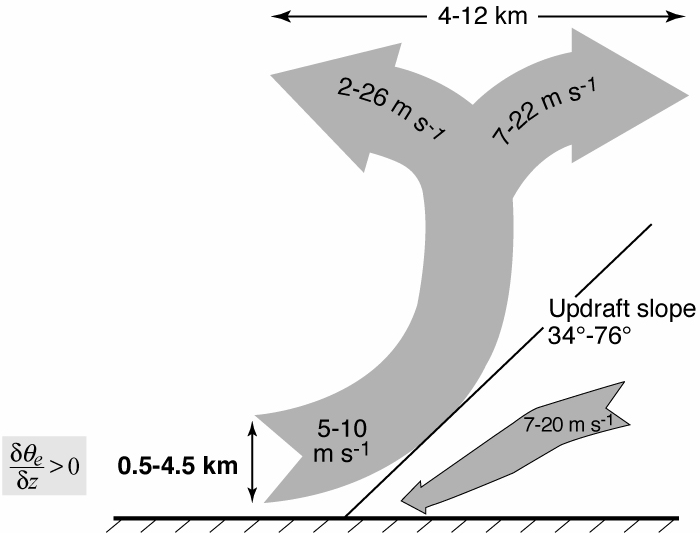 4-12 km
2-26 m s-1
7-22 m s-1
Updraft slope
34°-76°
5-10
m s-1
7-20 m s-1
0.5-4.5 km
δθe
δz
> 0